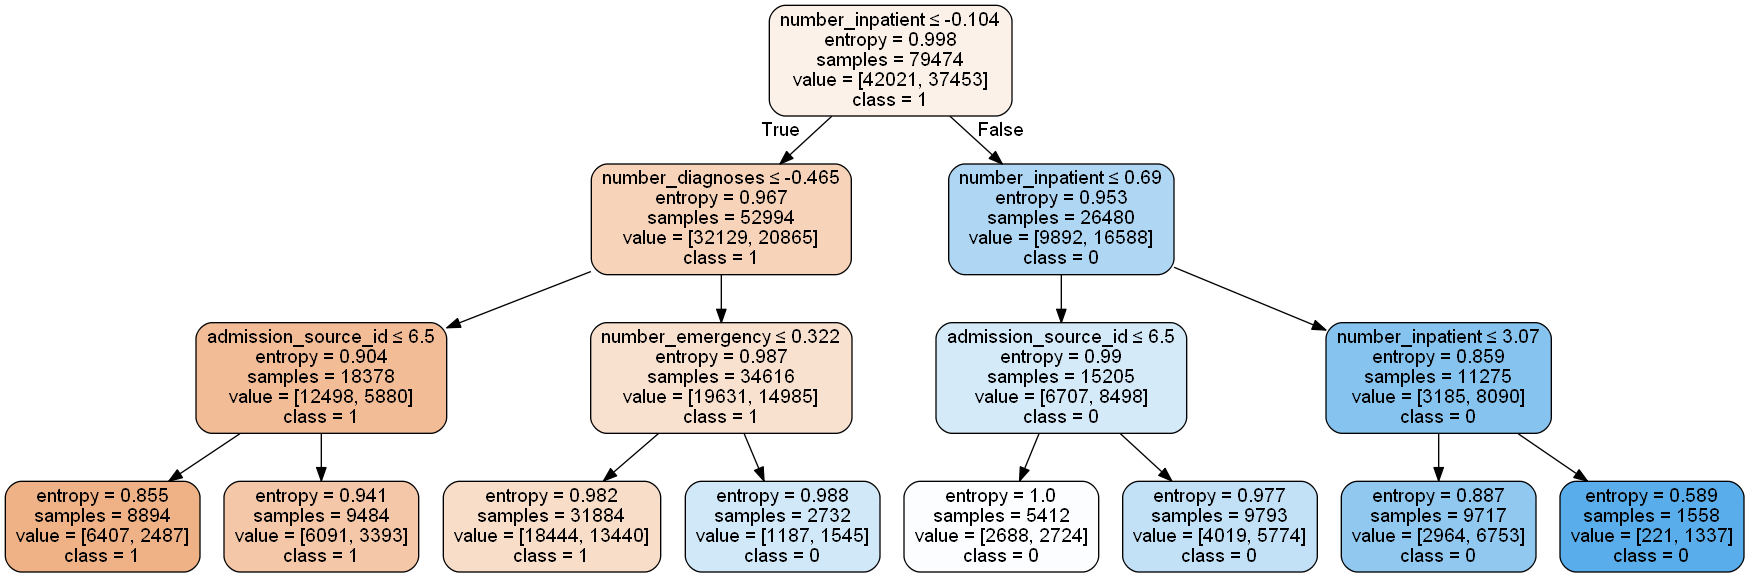 number_inpatient ≤ -0.104
entropy = 0.998
samples = 79474
value = [42021, 37453]
class = 1
True
False
number_diagnoses ≤ -0.465
entropy = 0.967
samples = 52994
value = [32129, 20865]
class = 1
number_inpatient ≤ 0.69
entropy = 0.953
samples = 26480
value = [9892, 16588]
class = 0
admission_source_id ≤ 6.5
entropy = 0.904
samples = 18378
value = [12498, 5880]
class = 1
number_emergency ≤ 0.322
entropy = 0.987
samples = 34616
value = [19631, 14985]
class = 1
admission_source_id ≤ 6.5
entropy = 0.99
samples = 15205
value = [6707, 8498]
class = 0
number_inpatient ≤ 3.07
entropy = 0.859
samples = 11275
value = [3185, 8090]
class = 0
entropy = 0.855
samples = 8894
value = [6407, 2487]
class = 1
entropy = 0.941
samples = 9484
value = [6091, 3393]
class = 1
entropy = 0.982
samples = 31884
value = [18444, 13440]
class = 1
entropy = 0.988
samples = 2732
value = [1187, 1545]
class = 0
entropy = 1.0
samples = 5412
value = [2688, 2724]
class = 0
entropy = 0.977
samples = 9793
value = [4019, 5774]
class = 0
entropy = 0.887
samples = 9717
value = [2964, 6753]
class = 0
entropy = 0.589
samples = 1558
value = [221, 1337]
class = 0